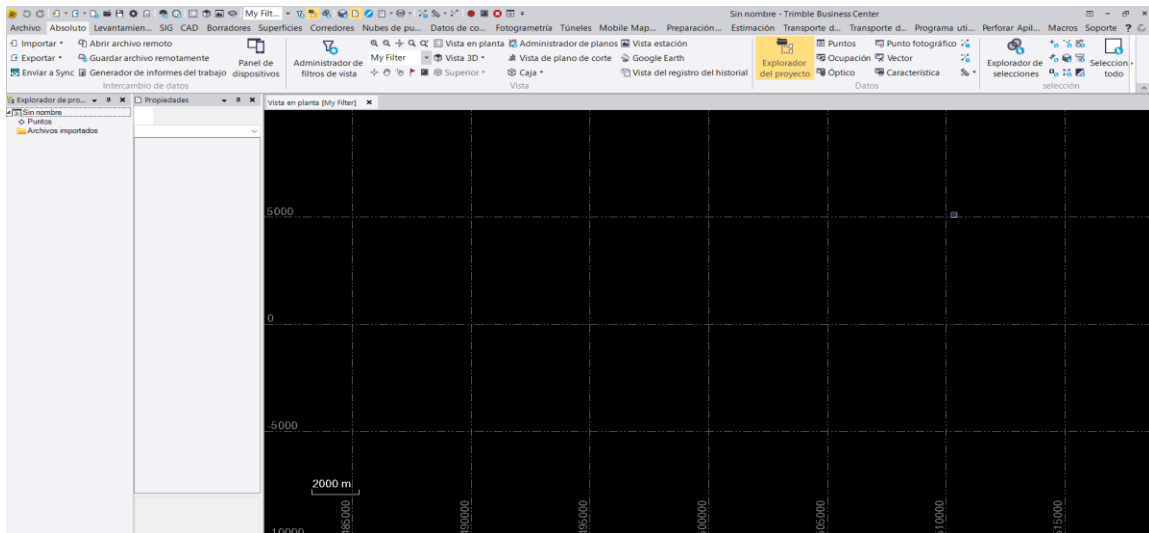 My Filt... Sin nombre - Trimble Business Center
Archivo Absoluto Levantamien... SIG CAD Borradores Superficies Corredores Nubes de pu... Datos de co... Fotogrametría Túneles Mobile Map... Preparación... Estimación Transporte d... Transporte d... Programa uti... Perforar Apil... Macros Soporte ?
Importar Abrir archivo remoto
Exportar Guardar archivo remotamente
Enviar a Sync Generador de informes del trabajo
Panel de
dispositivos
Intercambio de datos
Administrador de
filtros de vista
Vista en planta Administrador de planos Vista estación
My Filter Vista 3D Vista de plano de corte Google Earth
Superior Caja Vista del registro del historial
Vista
Explorador
del proyecto
Puntos Punto fotográfico
Ocupación Vector
Óptico Característica
Datos
Explorador de
selecciones
Seleccion
todo
selección
Explorador de pro...
Propiedades
Vista en planta [My Filter]
Sin nombre
Puntos
Archivos importados
5000
0
-5000
2000 m
-10000
485000
490000
495000
500000
505000
510000
515000